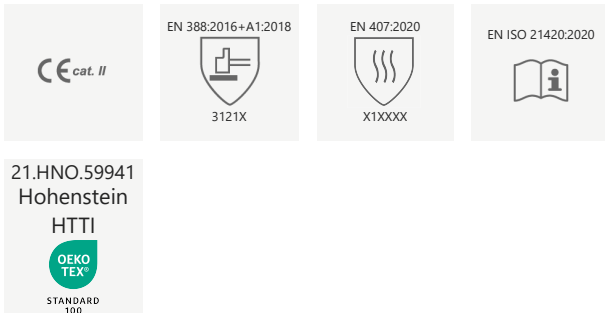 CE cat. II
EN 388:2016+A1:2018
3121X
EN 407:2020
X1XXXX
EN ISO 21420:2020
i
21.HNO.59941
Hohenstein
HTTI
OEKO
TEX®
STANDARD
100